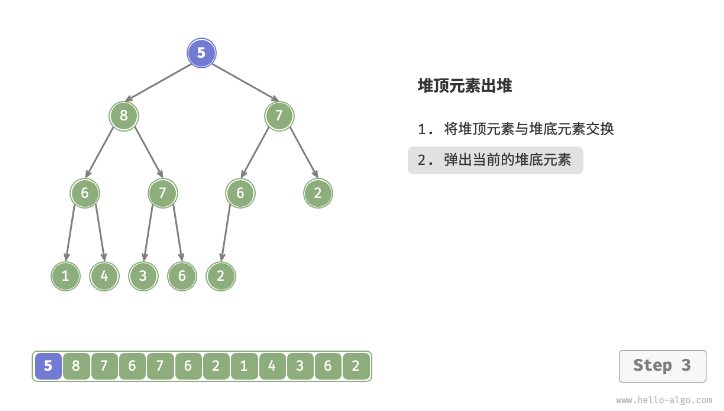 5
堆顶元素出堆
8 7
1. 将堆顶元素与堆底元素交换
2. 弹出当前的堆底元素
6 7 6 2
1 4 3 6 2
5 8 7 6 7 6 2 1 4 3 6 2
Step 3
www.hello-algo.com